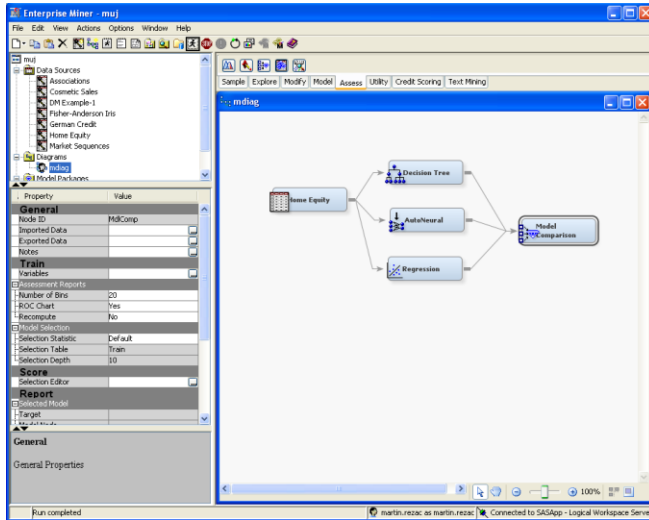 Enterprise Miner - muj
File Edit View Actions Options Window Help
muj
Data Sources
Associations
Cosmetic Sales
DM Example-1
Fisher-Anderson Iris
German Credit
Home Equity
Market Sequences
Diagrams
mdiag
Model Packages
Sample Explore Modify Model Assess Utility Credit Scoring Text Mining
mdiag
Decision Tree
Home Equity
AutoNeural
Model
Comparison
Regression
Property Value
General
Node ID MdlComp
Imported Data
Exported Data
Notes
Train
Variables
Assessment Reports
Number of Bins 20
ROC Chart Yes
Recompute No
Model Selection
Selection Statistic Default
Selection Table Train
Selection Depth 10
Score
Selection Editor
Report
Selected Model
Target
Model Node
General
General Properties
100%
Run completed
martin.rezac as martin.rezac Connected to SASApp - Logical Workspace Serve